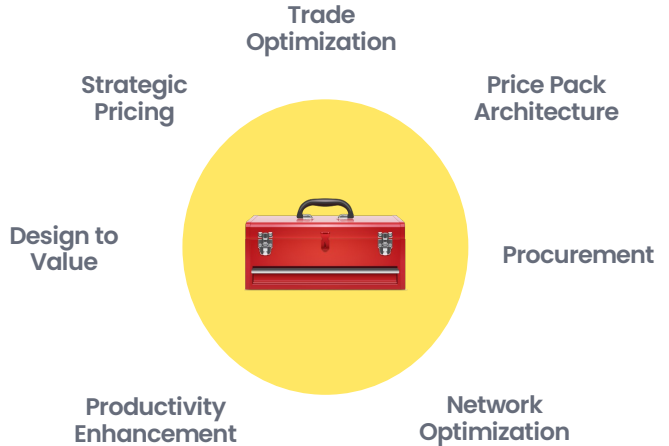 Trade
Optimization
Strategic
Pricing
Price Pack
Architecture
Design to
Value
Procurement
Productivity
Enhancement
Network
Optimization